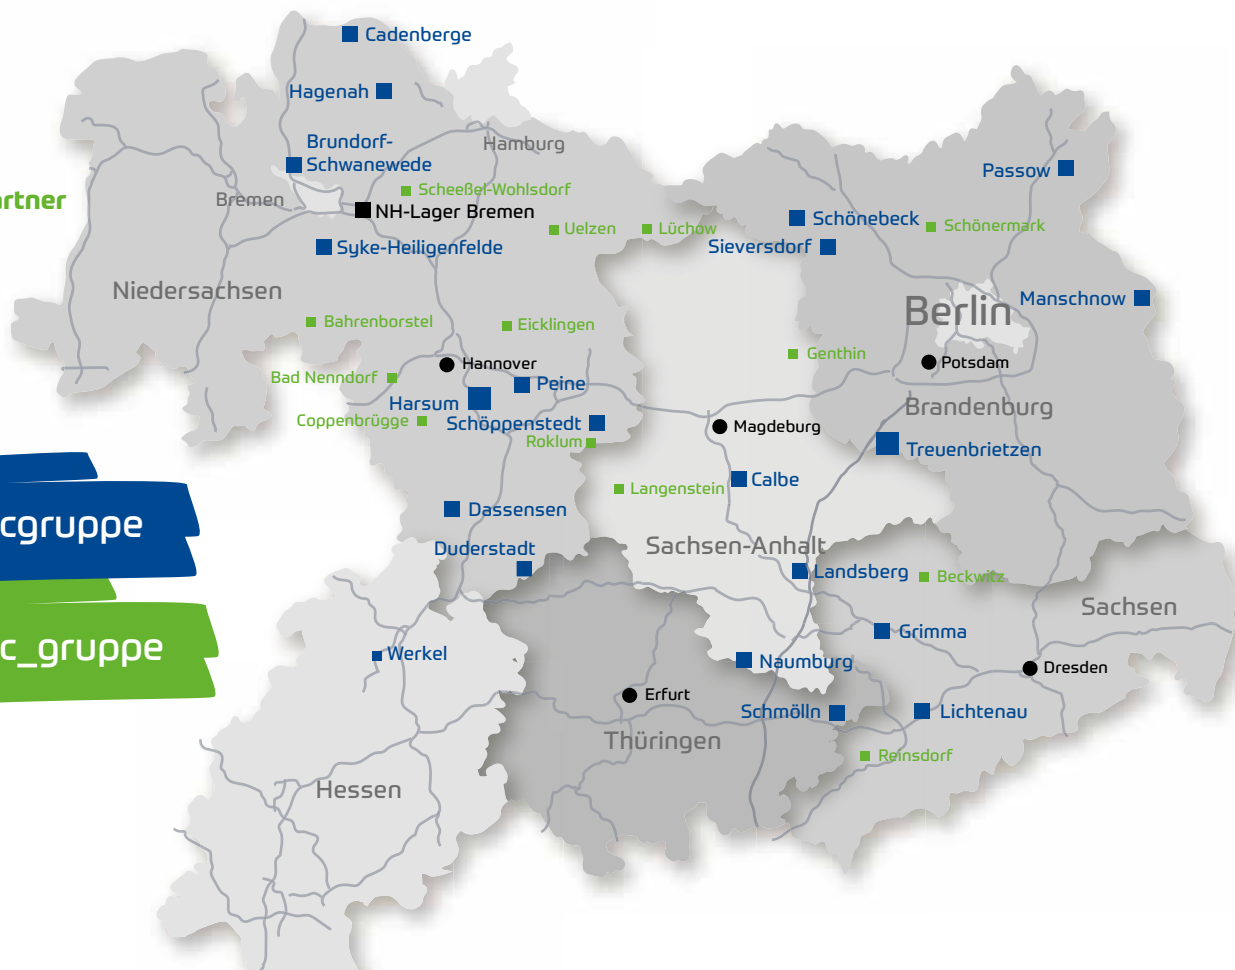 Cadenberge
Hagenah
Brundorf-
Schwanewede
Hamburg
Passow
artner
Bremen
Scheeßel-Wohlsdorf
NH-Lager Bremen
Uelzen
Lüchow
Schönebeck
Schönermark
Syke-Heiligenfelde
Sieversdorf
Niedersachsen
Berlin
Manschnow
Bahrenborstel
Eicklingen
Genthin
Hannover
Potsdam
Bad Nenndorf
Peine
Harsum
Brandenburg
Coppenbrügge
Schöppenstedt
Magdeburg
Roklum
Treuenbrietzen
Langenstein
Calbe
Dassensen
cgruppe
Duderstadt
Sachsen-Anhalt
Landsberg
Beckwitz
Sachsen
Grimma
c_gruppe
Werkel
Naumburg
Dresden
Erfurt
Schmölln
Lichtenau
Thüringen
Reinsdorf
Hessen